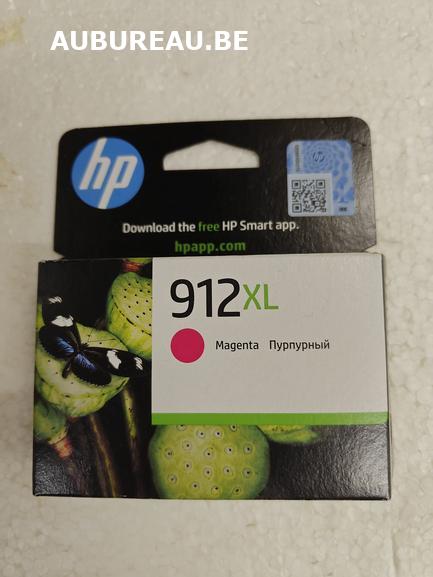 AUBUREAU.BE
hp
Download the free HP Smart app.
hpapp.com
912XL
Magenta Пурпурный